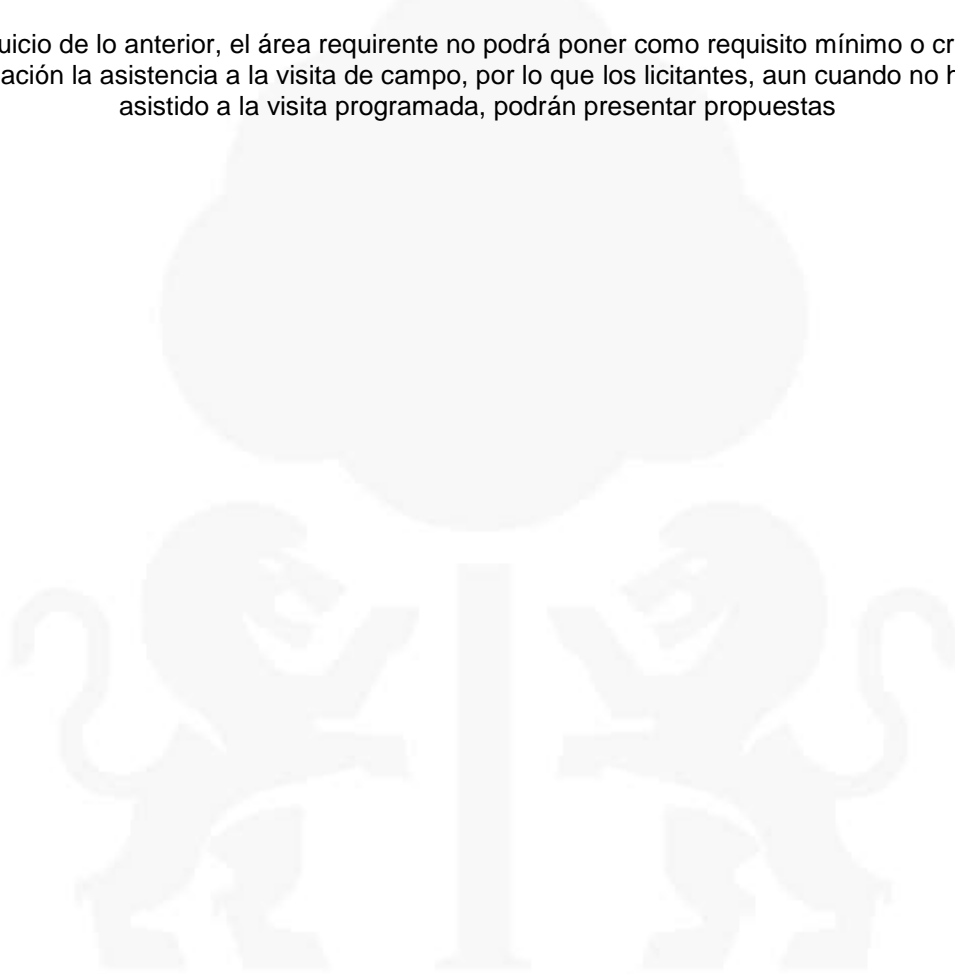 uicio de lo anterior, el área requirente no podrá poner como requisito mínimo o cr
ación la asistencia a la visita de campo, por lo que los licitantes, aun cuando no h
asistido a la visita programada, podrán presentar propuestas